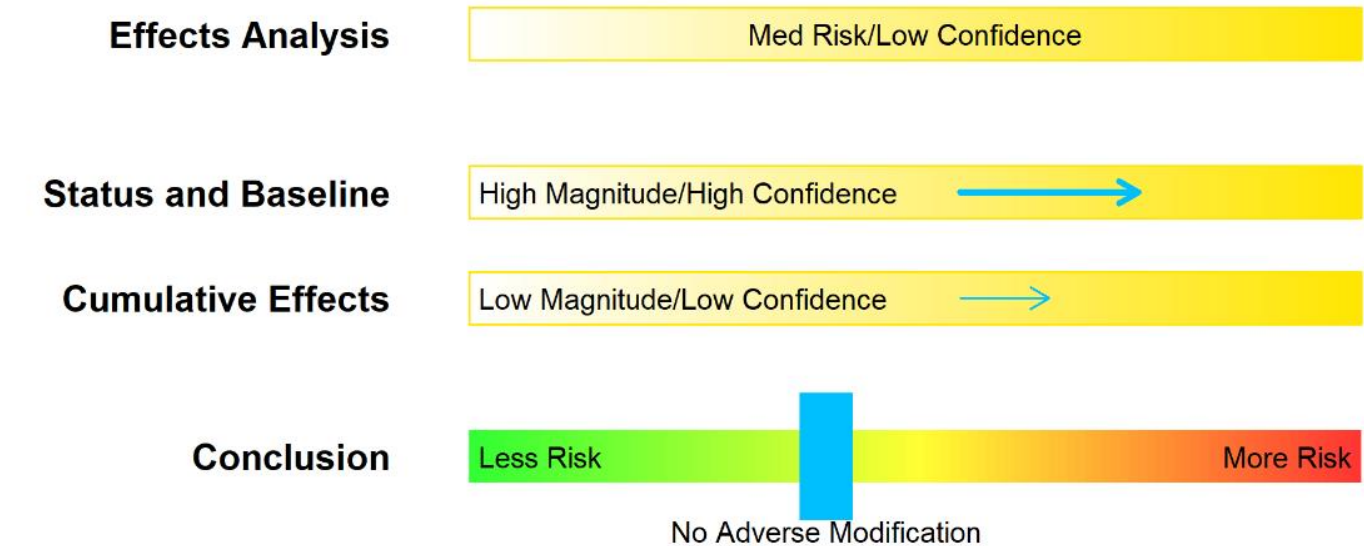 Effects Analysis
Med Risk/Low Confidence
Status and Baseline
High Magnitude/High Confidence
Cumulative Effects
Low Magnitude/Low Confidence
Conclusion
Less Risk
More Risk
No Adverse Modification